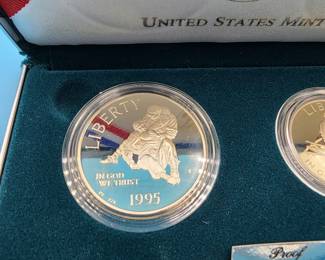 UNITED STATES MINT
LIBERTY
IN GOD
WE TRUST
1995
Proof